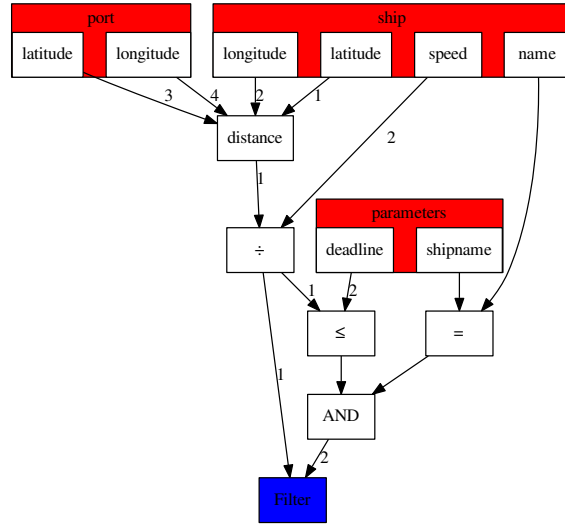 port
ship
latitude
longitude
longitude
latitude
speed
name
3
4
2
1
distance
2
1
parameters
÷
deadline
shipname
1
2
≤
=
1
AND
2
Filter